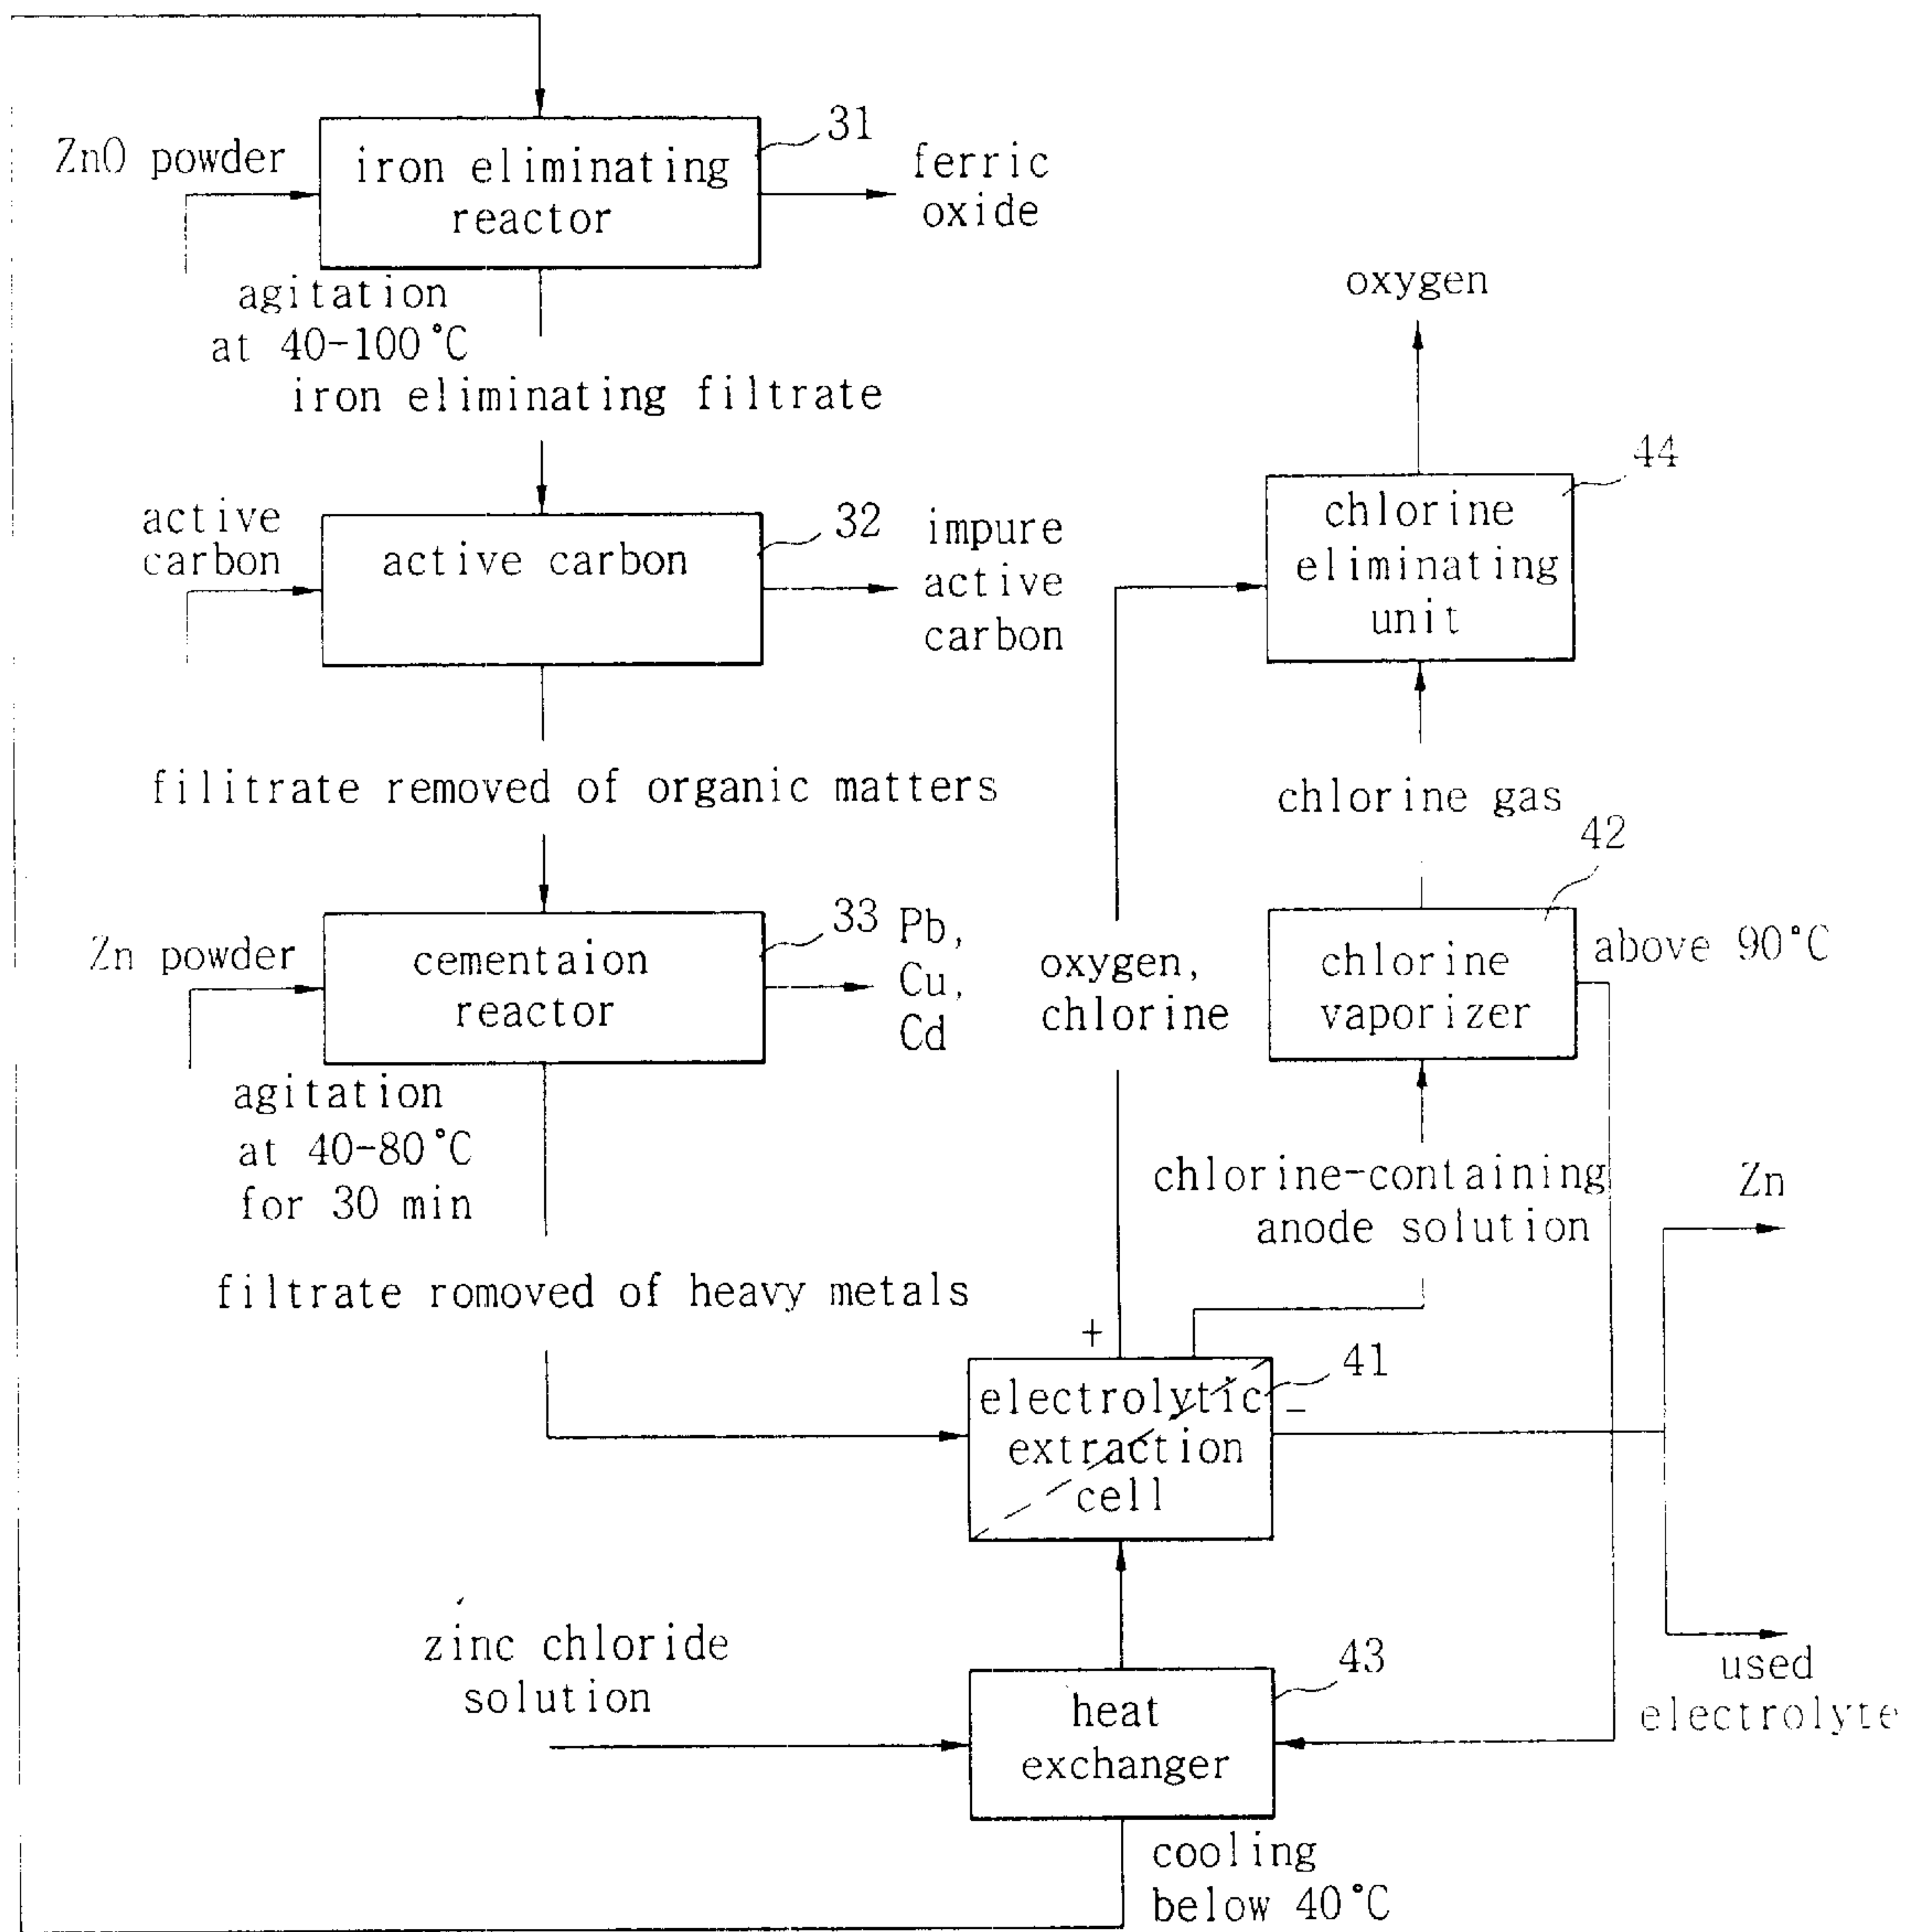 31
ZnO powder
iron eliminating
reactor
ferric
oxide
agitation
at 40-100°C
iron eliminating filtrate
oxygen
44
active
carbon
active carbon
32
impure
active
carbon
chlorine
eliminating
unit
filitrate removed of organic matters
chlorine gas
42
Zn powder
cementaion
reactor
33
Pb,
Cu,
Cd
oxygen,
chlorine
chlorine
vaporizer
above 90°C
agitation
at 40-80°C
for 30 min
chlorine-containing
anode solution
Zn
filtrate romoved of heavy metals
+
41
electrolytic
extraction
cell
-
zinc chloride
solution
43
heat
exchanger
used
electrolyte
cooling
below 40°C